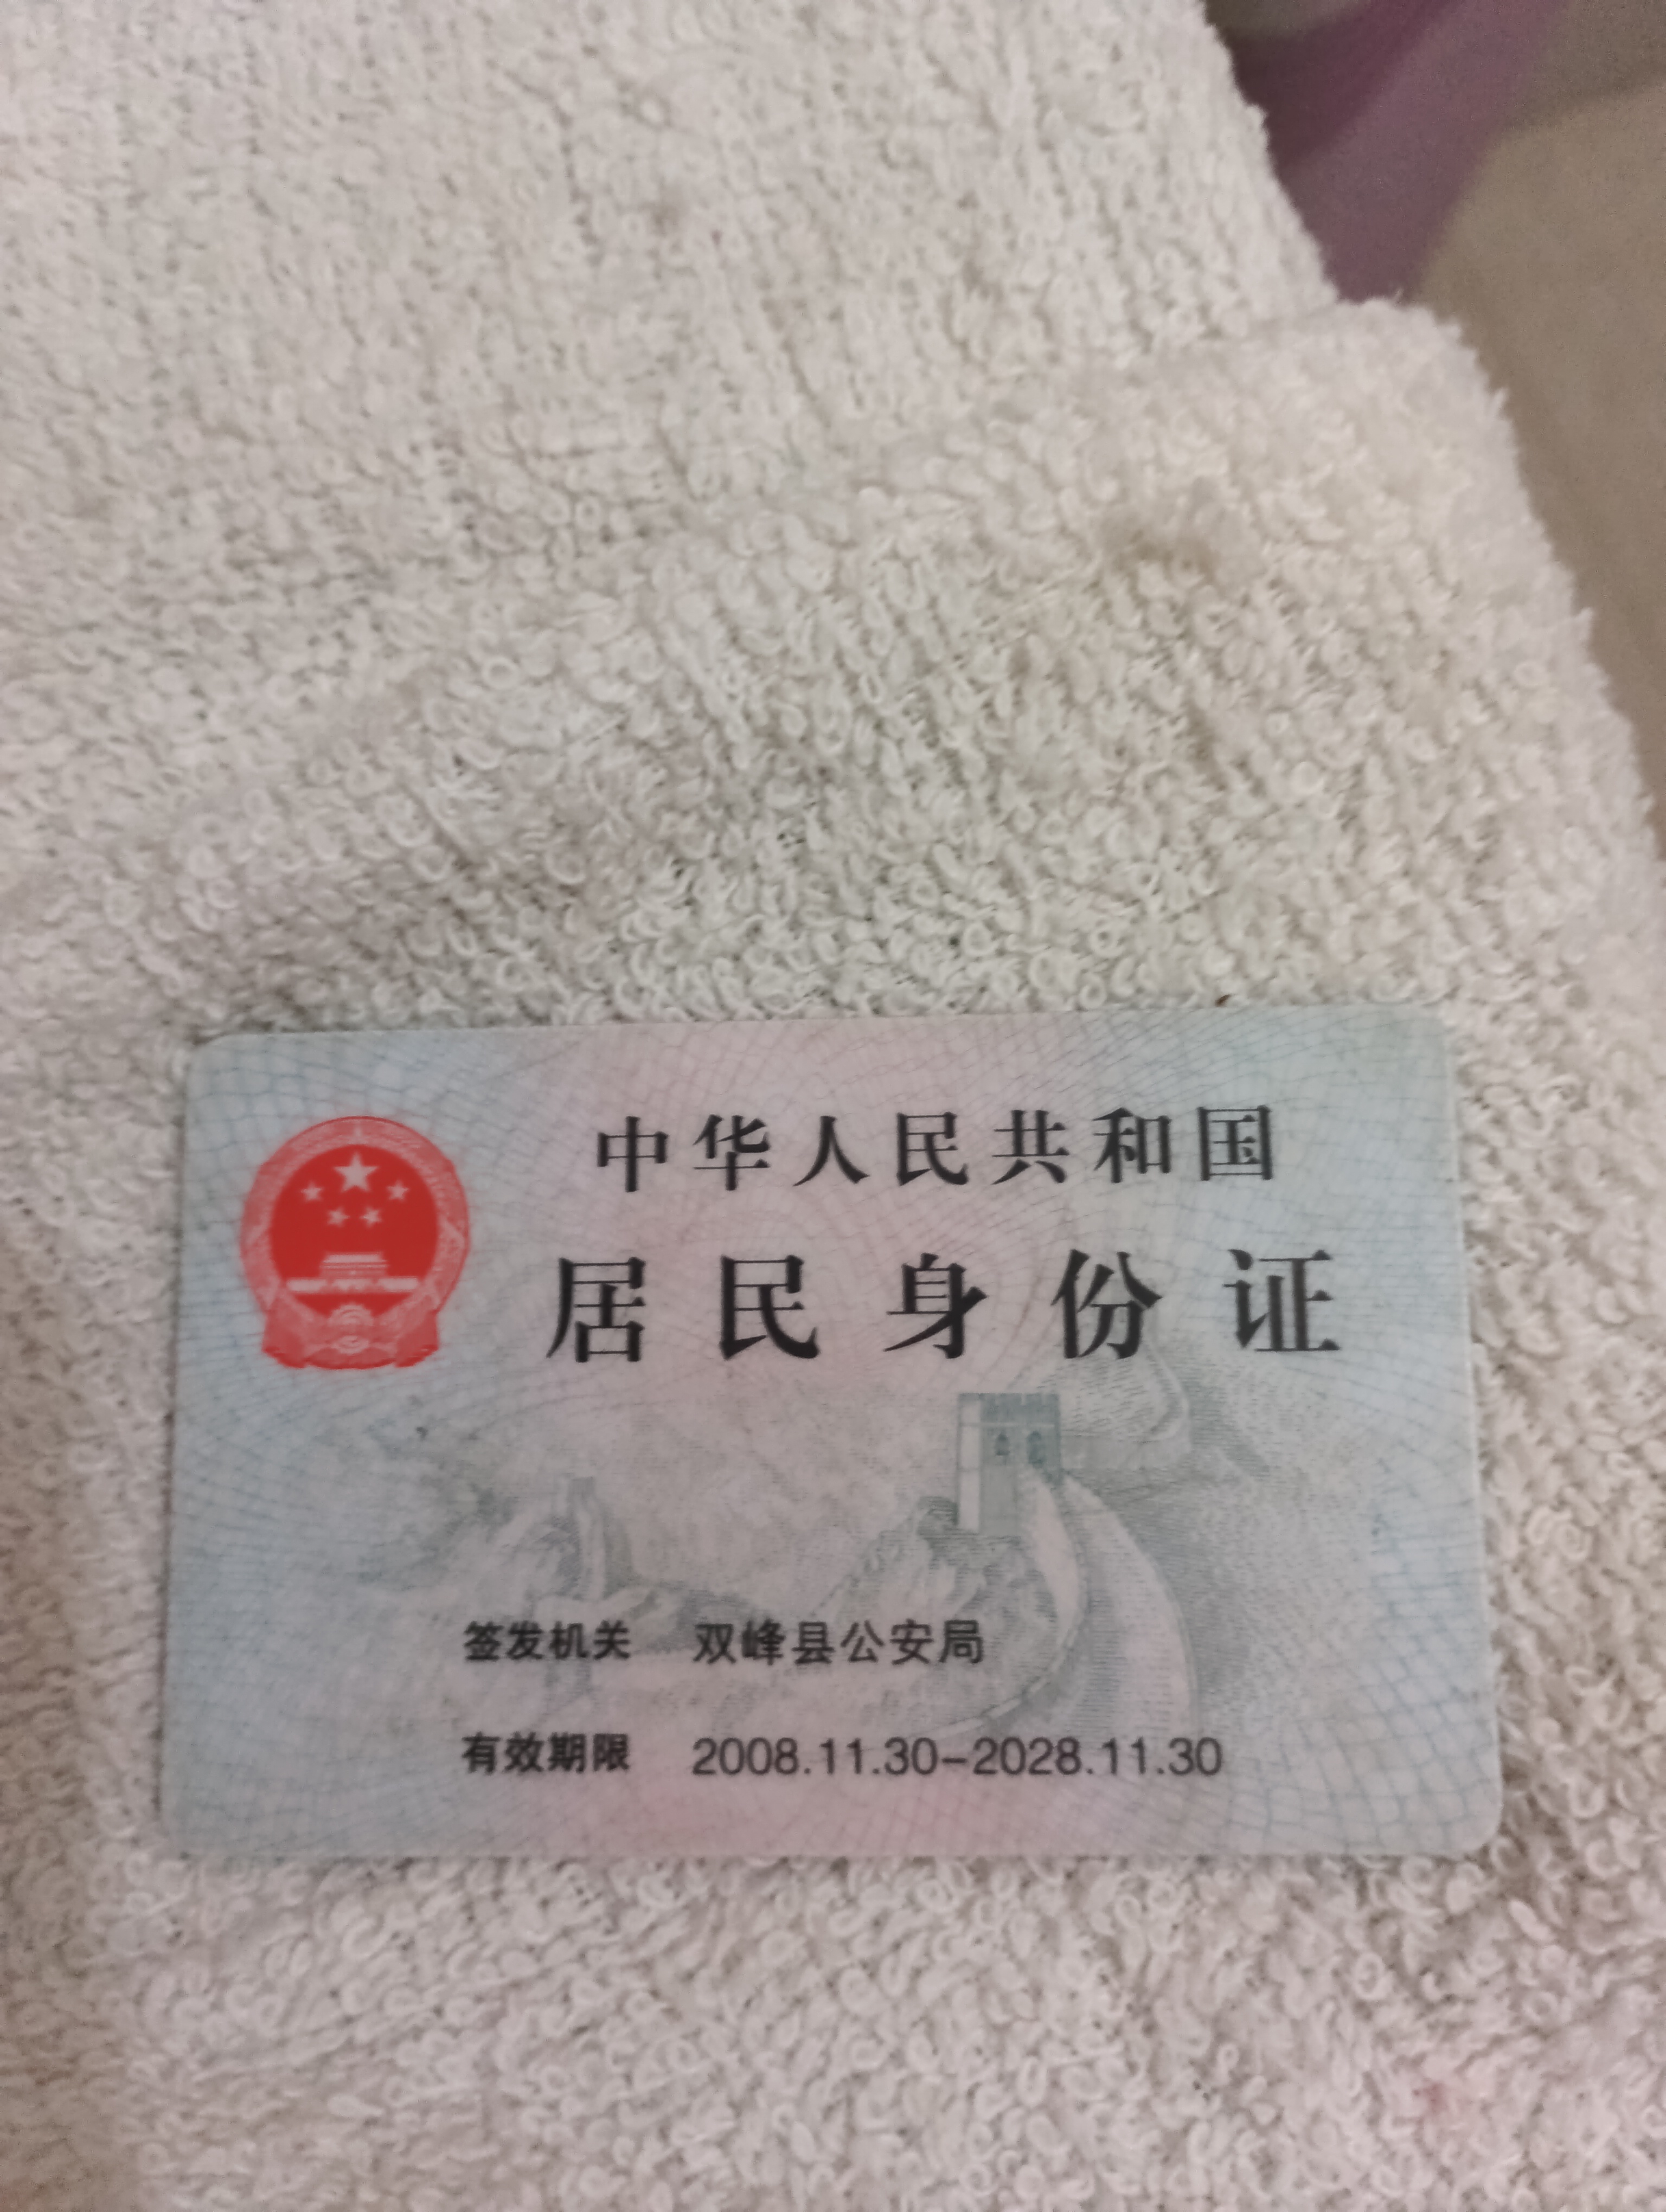 中华人民共和国
居民身份证
签发机关 双峰县公安局
有效期限 2008.11.30-2028.11.30